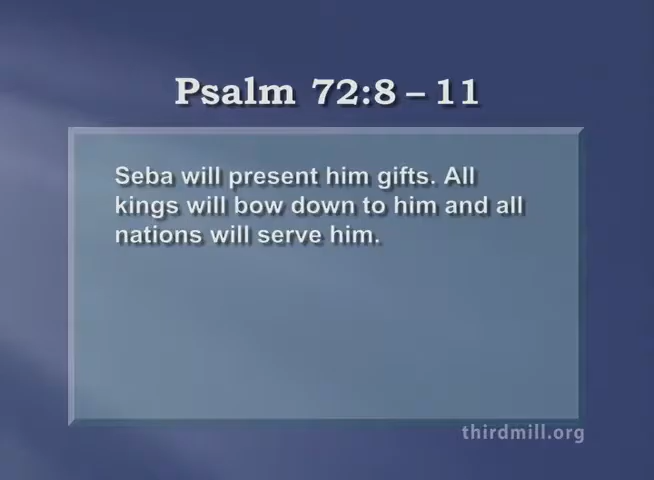 Psalm 72:8 – 11
Seba will present him gifts. All
kings will bow down to him and all
nations will serve him.
thirdmill.org